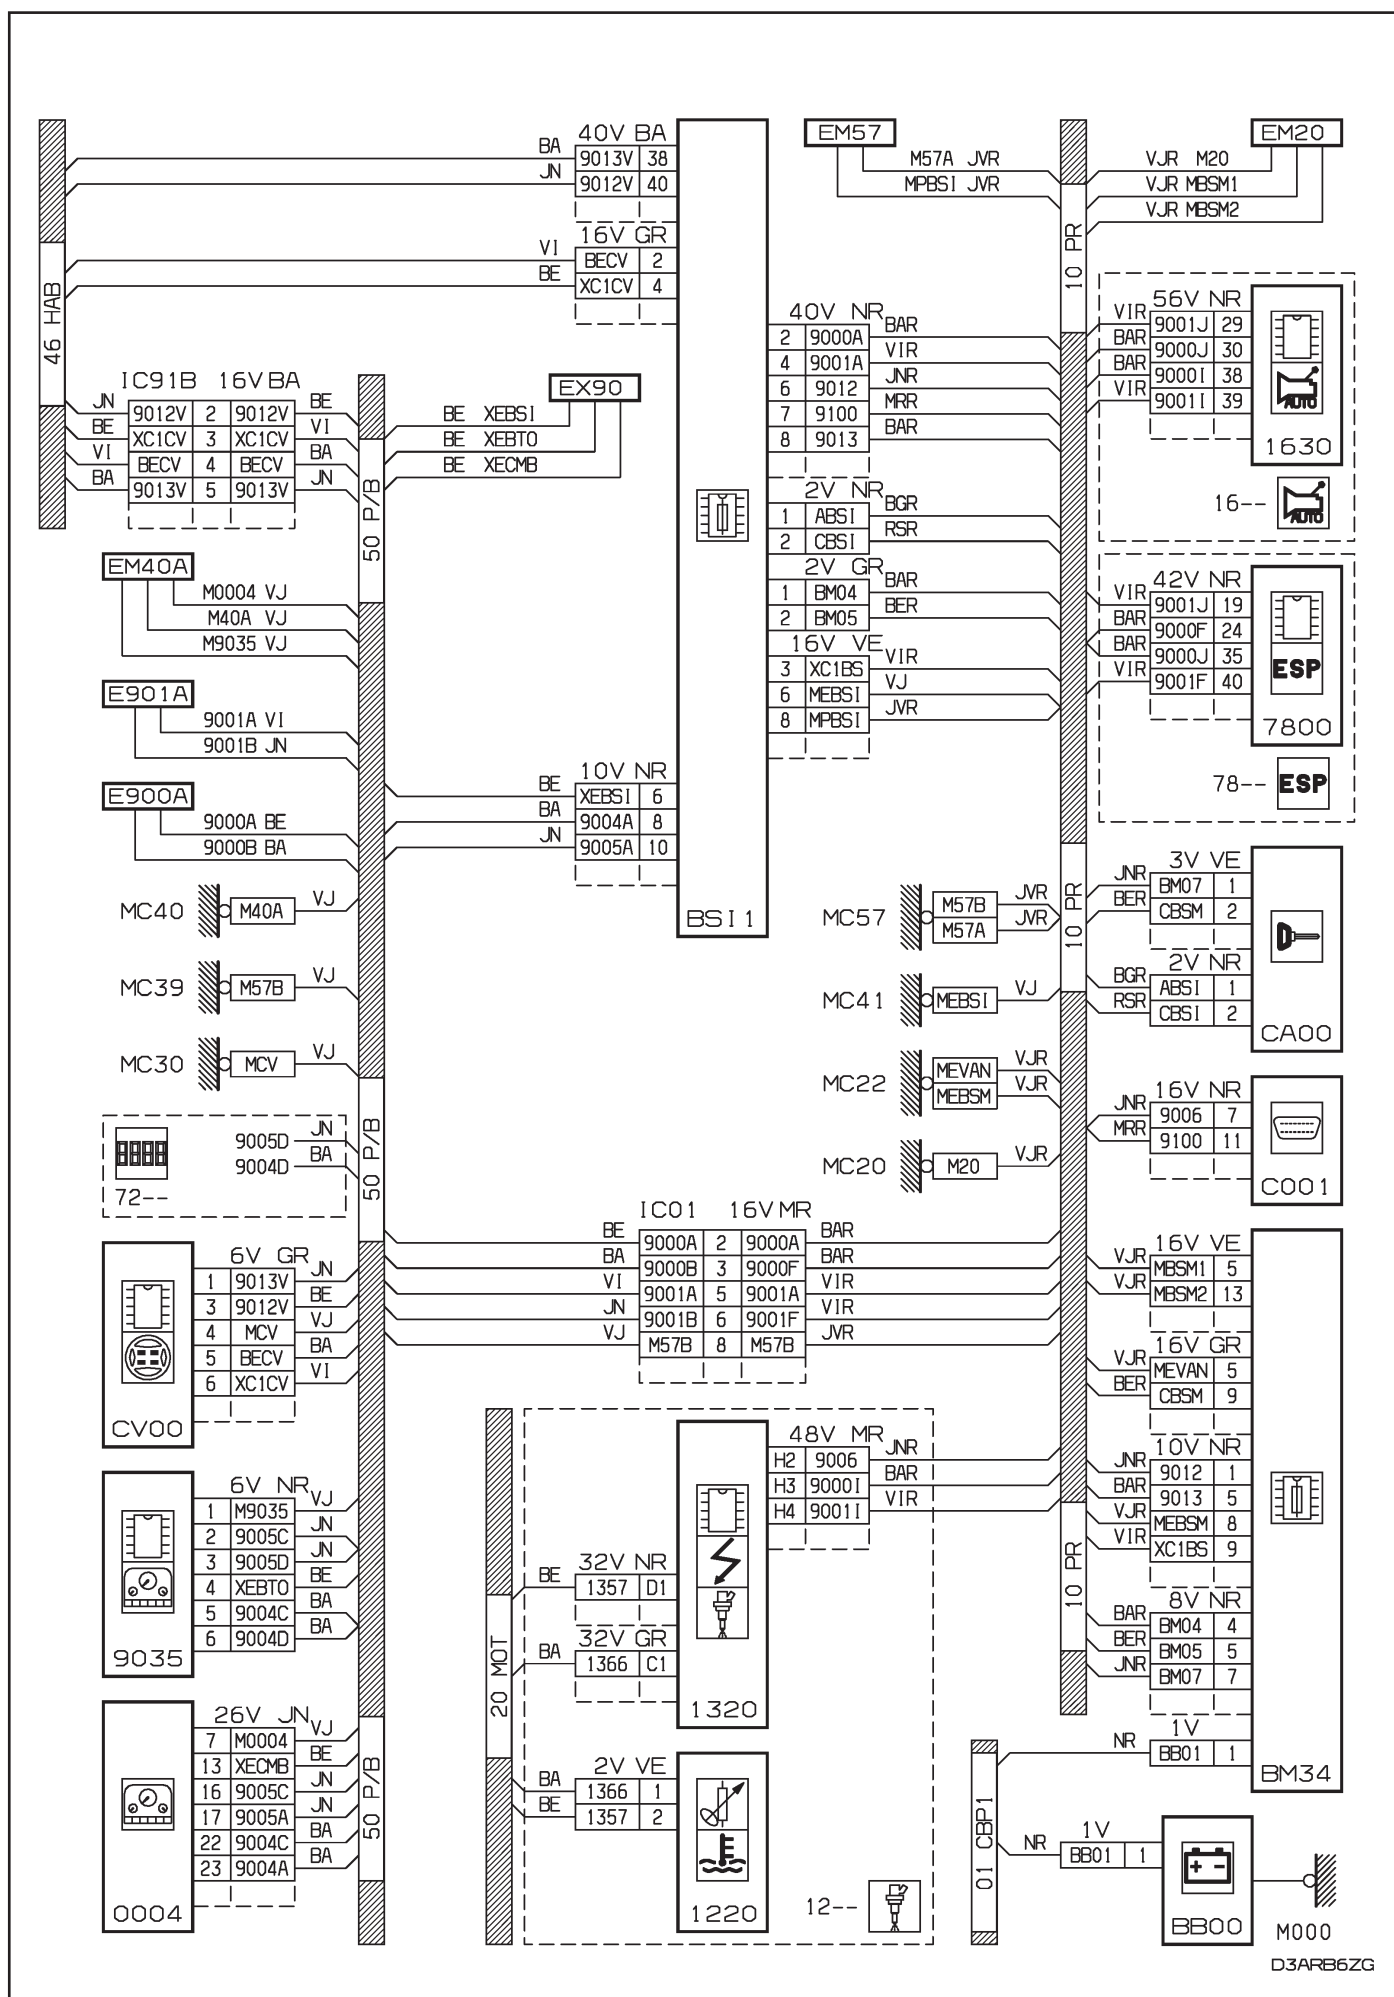 46 HAB
BA
JN
VI
BE
40V BA
9013V 38
9012V 40
16V GR
BECV 2
XC1CV 4
BSI1
EM57
M57A JVR
MPBSI JVR
EM20
VJR M20
VJR MBSM1
VJR MBSM2
10 PR
40V NR
2 9000A BAR
4 9001A VIR
6 9012 JNR
7 9100 MRR
8 9013 BAR
2V NR
1 ABSI BGR
2 CBSI RSR
2V GR
1 BM04 BAR
2 BM05 BER
16V VE
3 XC1BS VIR
6 MEBSI VJ
8 MPBSI JVR
56V NR
VIR 9001J 29
BAR 9000J 30
BAR 9000I 38
VIR 9001I 39
AUTO
1630
16--
AUTO
42V NR
VIR 9001J 19
BAR 9000F 24
BAR 9000J 35
VIR 9001F 40
ESP
7800
78-- ESP
IC91B 16V BA
JN 9012V 2 9012V BE
BE XC1CV 3 XC1CV VI
VI BECV 4 BECV BA
BA 9013V 5 9013V JN
EX90
BE XEBSI
BE XEBTO
BE XECMB
50 P/B
EM40A
M0004 VJ
M40A VJ
M9035 VJ
E901A
9001A VI
9001B JN
E900A
9000A BE
9000B BA
10V NR
BE XEBSI 6
BA 9004A 8
JN 9005A 10
MC40 M40A VJ
MC39 M57B VJ
MC30 MCV VJ
MC57 M57B JVR
M57A JVR
MC41 MEBSI VJ
MC22 MEVAN VJR
MEBSM VJR
MC20 M20 VJR
10 PR
3V VE
JNR BM07 1
BER CBSM 2
2V NR
BGR ABSI 1
RSR CBSI 2
CA00
16V NR
JNR 9006 7
MRR 9100 11
C001
72--
9005D JN
9004D BA
50 P/B
IC01 16V MR
BE 9000A 2 9000A BAR
BA 9000B 3 9000F BAR
VI 9001A 5 9001A VIR
JN 9001B 6 9001F VIR
VJ M57B 8 M57B JVR
6V GR
1 9013V JN
3 9012V BE
4 MCV VJ
5 BECV BA
6 XC1CV VI
CV00
6V NR
1 M9035 VJ
2 9005C JN
3 9005D JN
4 XEBTO BE
5 9004C BA
6 9004D BA
9035
26V JN
7 M0004 VJ
13 XECMB BE
16 9005C JN
17 9005A JN
22 9004C BA
23 9004A BA
0004
50 P/B
20 MOT
48V MR
H2 9006 JNR
H3 9000I BAR
H4 9001I VIR
32V NR
BE 1357 D1
32V GR
BA 1366 C1
1320
2V VE
BA 1366 1
BE 1357 2
1220
12--
16V VE
VJR MBSM1 5
VJR MBSM2 13
16V GR
VJR MEVAN 5
BER CBSM 9
10V NR
JNR 9012 1
BAR 9013 5
VJR MEBSM 8
VIR XC1BS 9
10 PR
8V NR
BAR BM04 4
BER BM05 5
JNR BM07 7
1V
NR BB01 1
BM34
01 CBP1
1V
NR BB01 1
+ -
BB00
M000
D3ARB6ZG